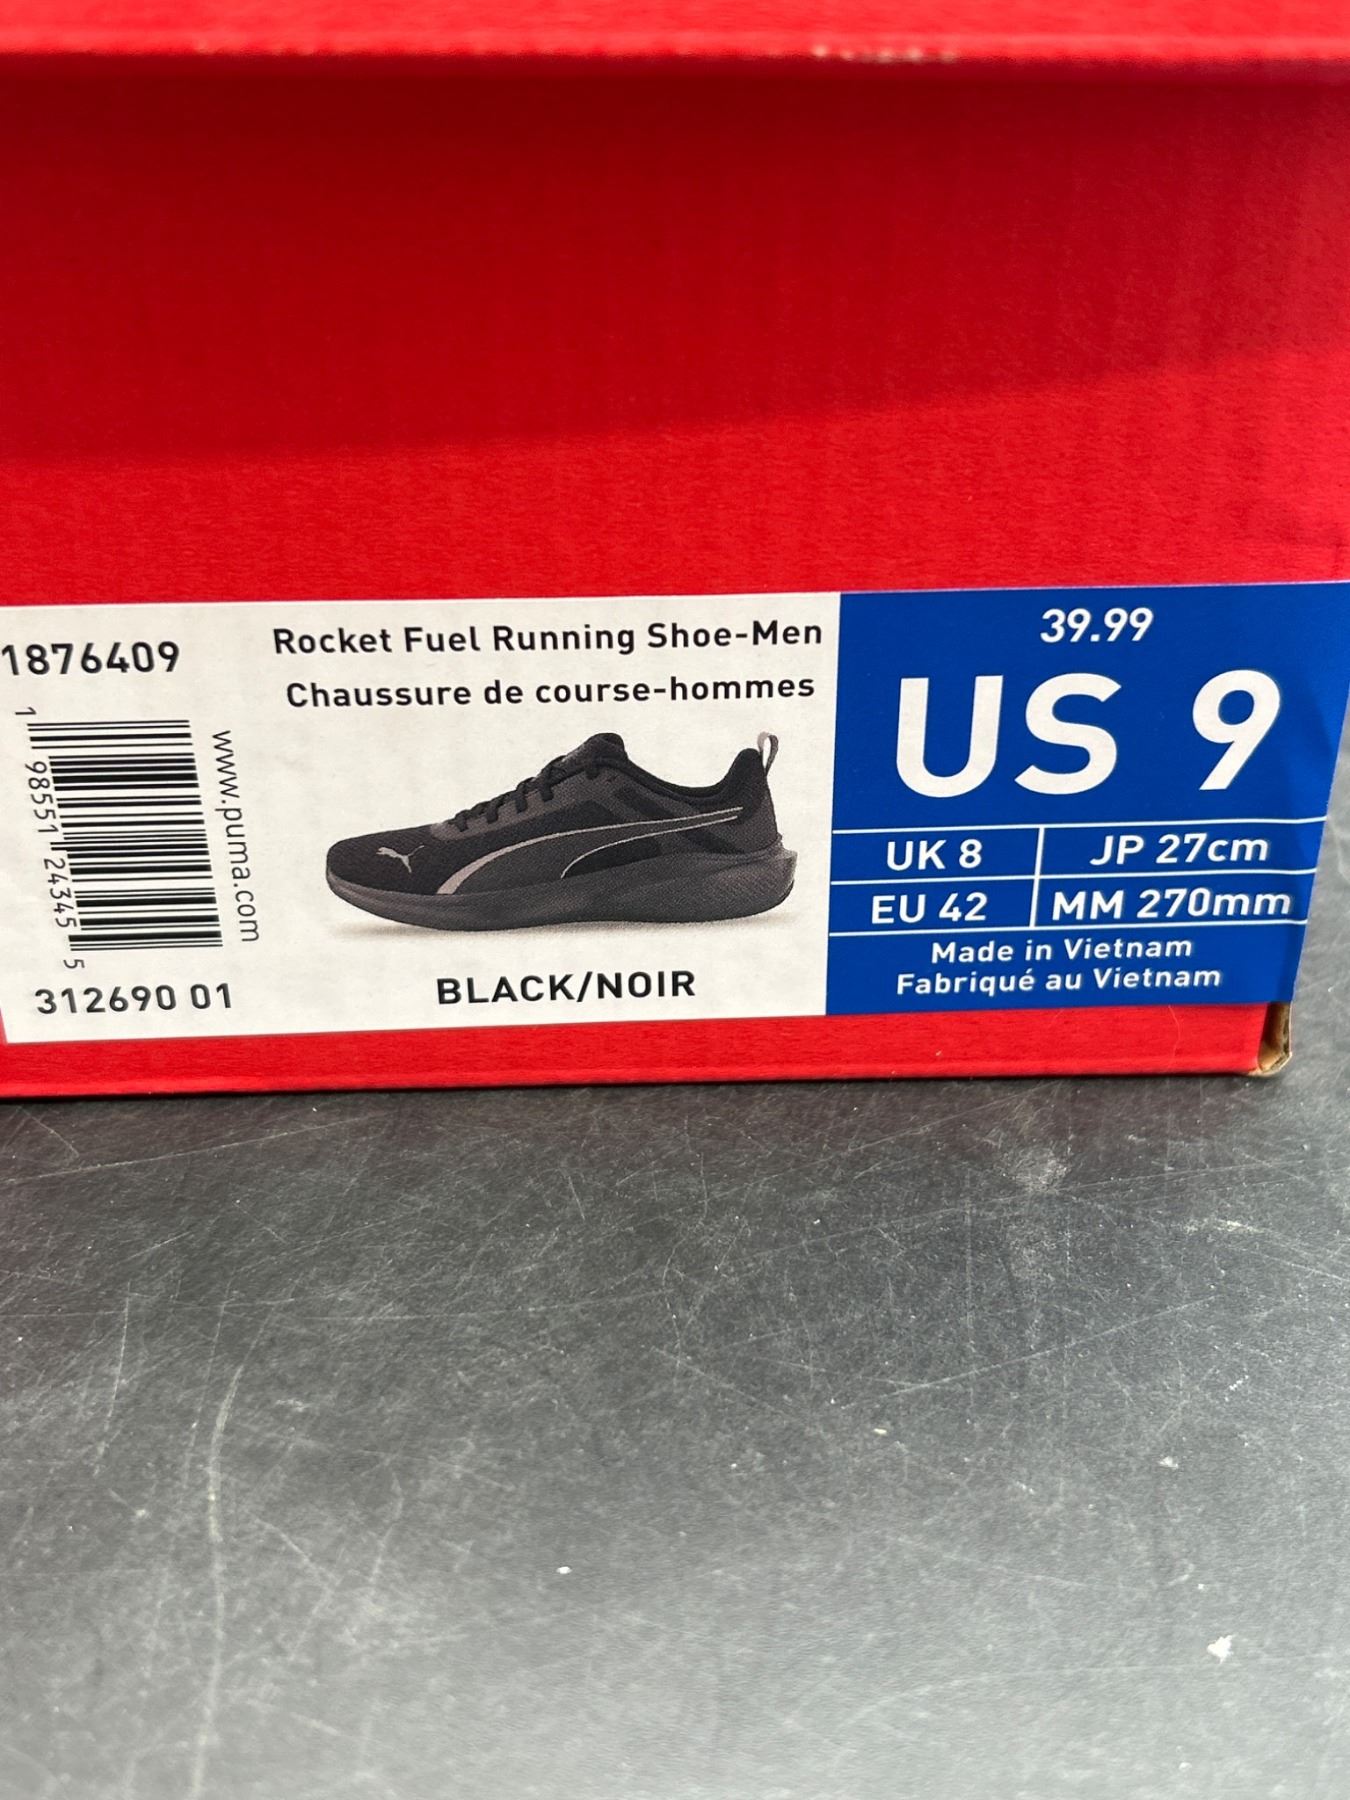 1876409
1 98551 24345 5
www.puma.com
312690 01
Rocket Fuel Running Shoe-Men
Chaussure de course-hommes
BLACK/NOIR
39.99
US 9
UK 8
JP 27cm
EU 42
MM 270mm
Made in Vietnam
Fabriqué au Vietnam